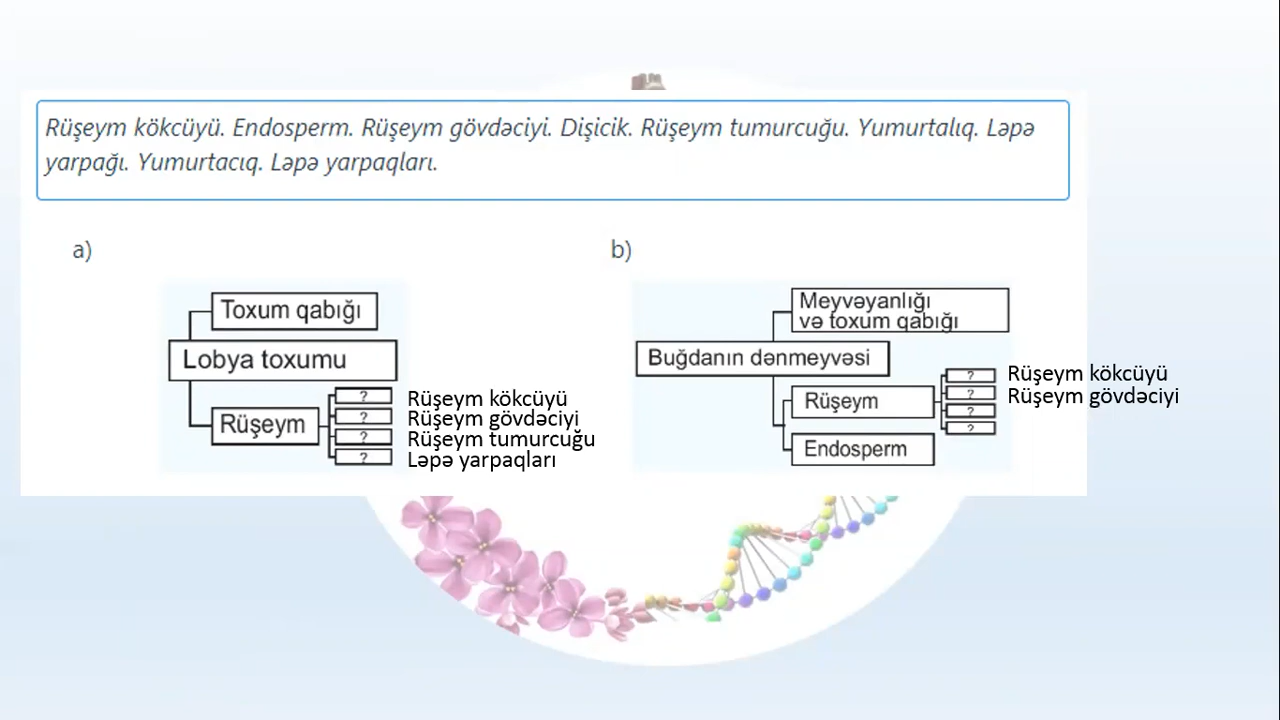 Rüşeym kökcüyü. Endosperm. Rüşeym gövdəciyi. Dişicik. Rüşeym tumurcuğu. Yumurtalıq. Ləpə
yarpağı. Yumurtacıq. Ləpə yarpaqları.
a)
Toxum qabığı
Lobya toxumu
Rüşeym
?
?
?
?
Rüşeym kökcüyü
Rüşeym gövdəciyi
Rüşeym tumurcuğu
Ləpə yarpaqları
b)
Meyvəyanlığı
və toxum qabığı
Buğdanın dənmeyvəsi
Rüşeym
?
?
?
?
Rüşeym kökcüyü
Rüşeym gövdəciyi
Endosperm